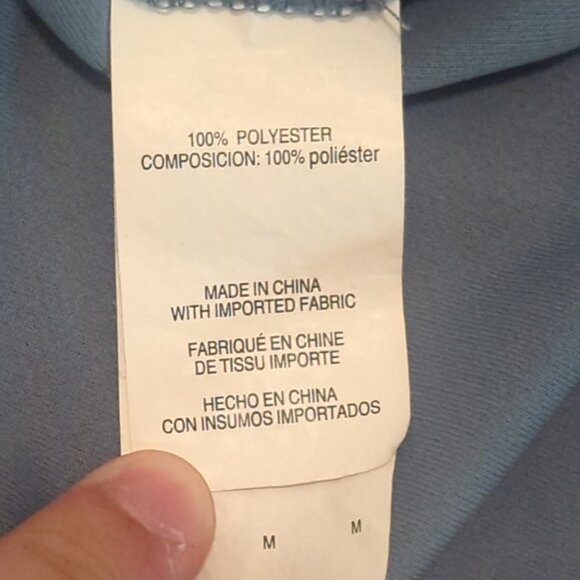 100% POLYESTER
COMPOSICION: 100% poliéster
MADE IN CHINA
WITH IMPORTED FABRIC
FABRIQUÉ EN CHINE
DE TISSU IMPORTE
HECHO EN CHINA
CON INSUMOS IMPORTADOS
M M